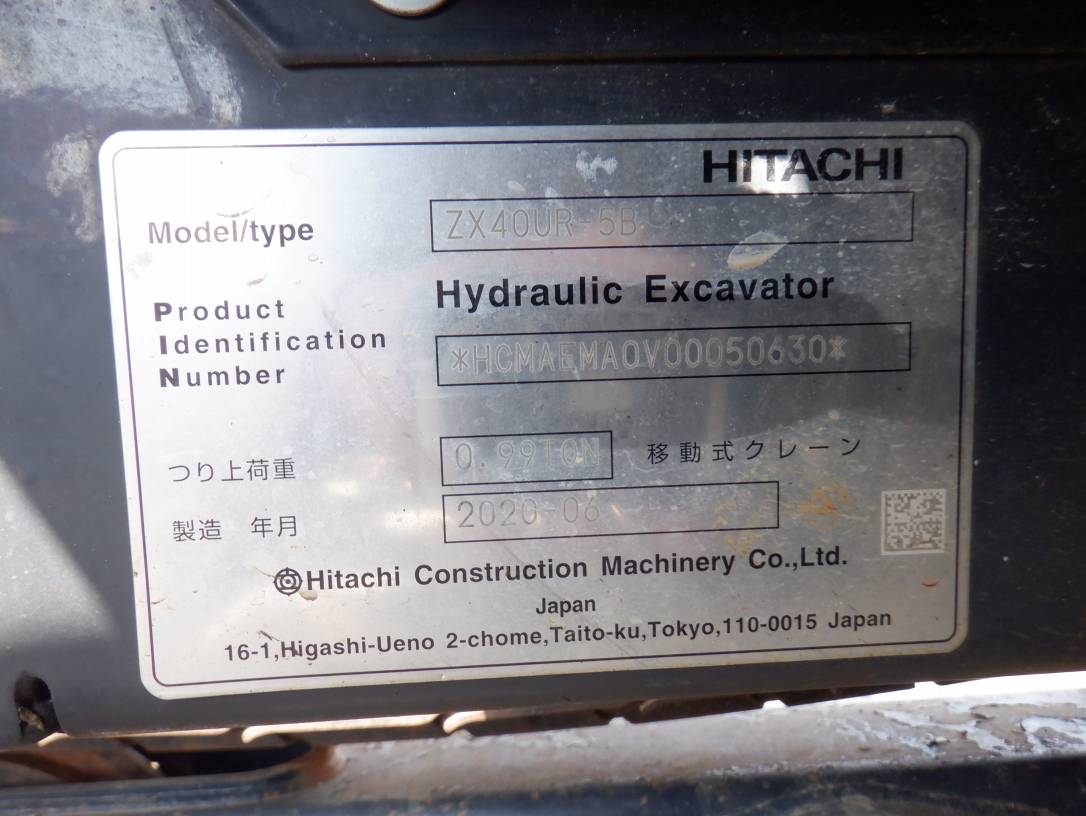 HITACHI
Model/type ZX40UR-5B
Hydraulic Excavator
Product
Identification
Number *HCMAEMA0V00050630*
つり上荷重 0.99TON 移動式クレーン
製造 年月 2020-06
Hitachi Construction Machinery Co.,Ltd.
Japan
16-1,Higashi-Ueno 2-chome,Taito-ku,Tokyo,110-0015 Japan